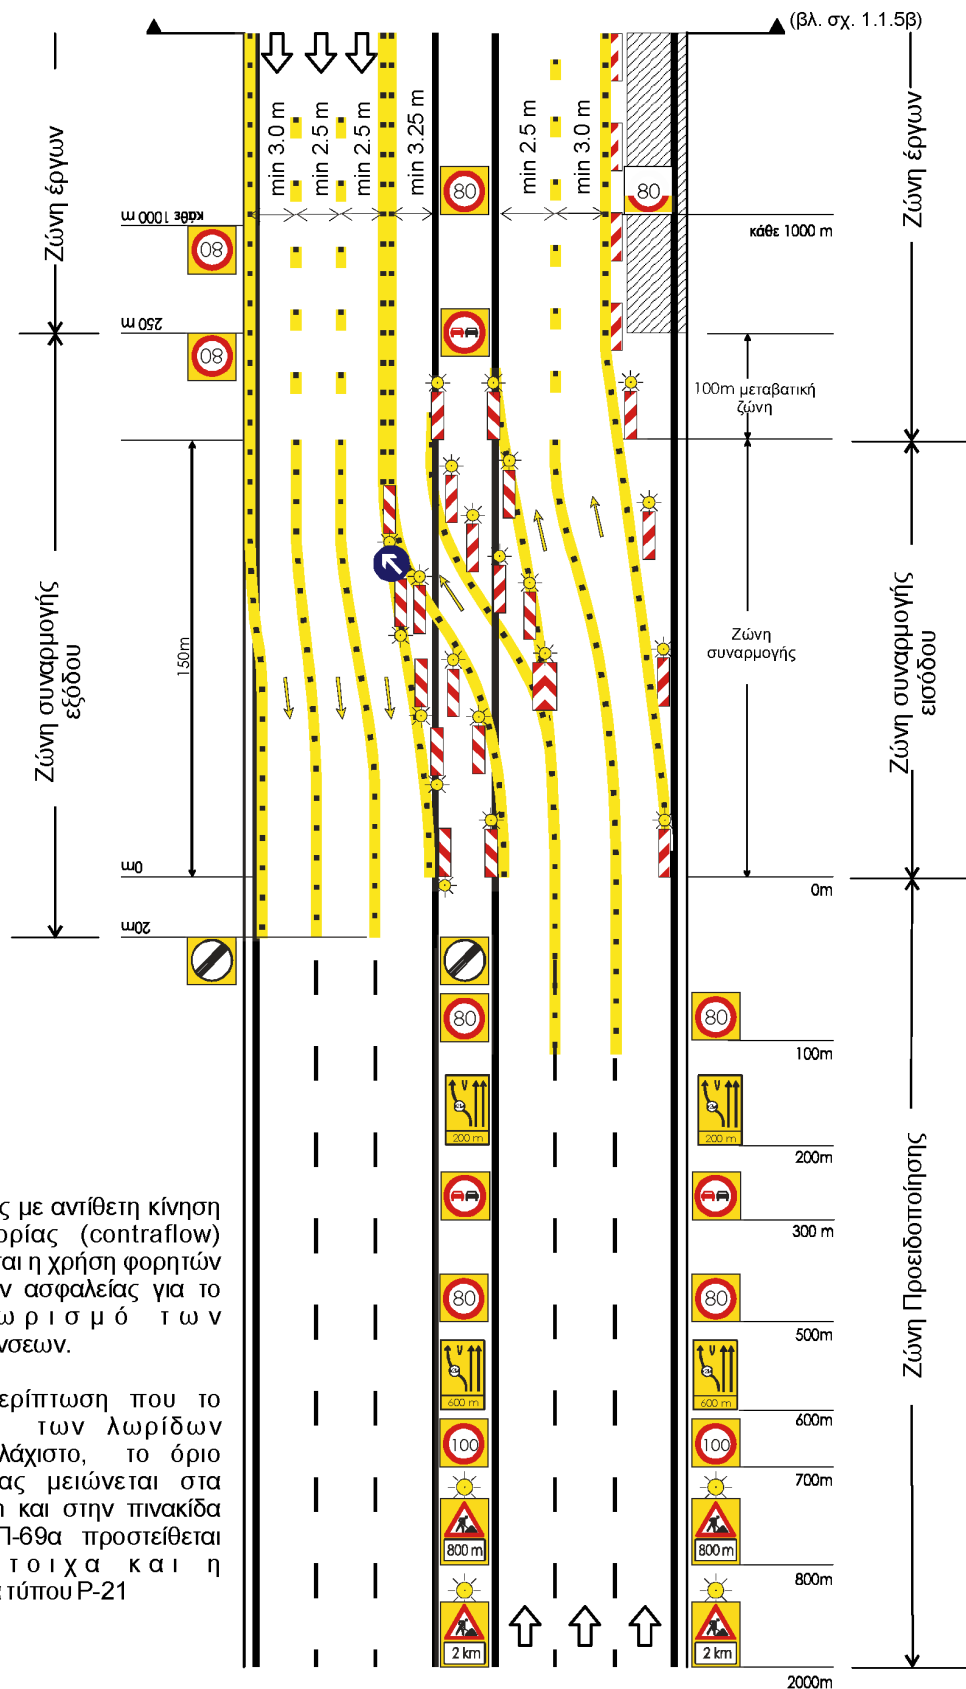 (βλ. σχ. 1.1.5β)
min 3.0 m
min 2.5 m
min 2.5 m
min 3.25 m
min 2.5 m
min 3.0 m
Ζώνη έργων
Ζώνη έργων
80
80
κάθε 1000 m
κάθε 1000 m
80
250 m
80
100m μεταβατική
ζώνη
Ζώνη συναρμογής
εξόδου
150m
Ζώνη
συναρμογής
Ζώνη συναρμογής
εισόδου
0m
0m
20m
80
80
100m
200 m
200 m
200m
300 m
80
80
500m
600 m
600 m
600m
100
100
700m
800 m
800 m
800m
2 km
2 km
2000m
Ζώνη Προειδοποίησης
ς με αντίθετη κίνηση
ορίας (contraflow)
ται η χρήση φορητών
ν ασφαλείας για το
ωρισμό των
νσεων.
ερίπτωση που το
των λωρίδων
λάχιστο, το όριο
ας μειώνεται στα
η και στην πινακίδα
Π-69α προστείθεται
τοιχα και η
α τύπου Ρ-21